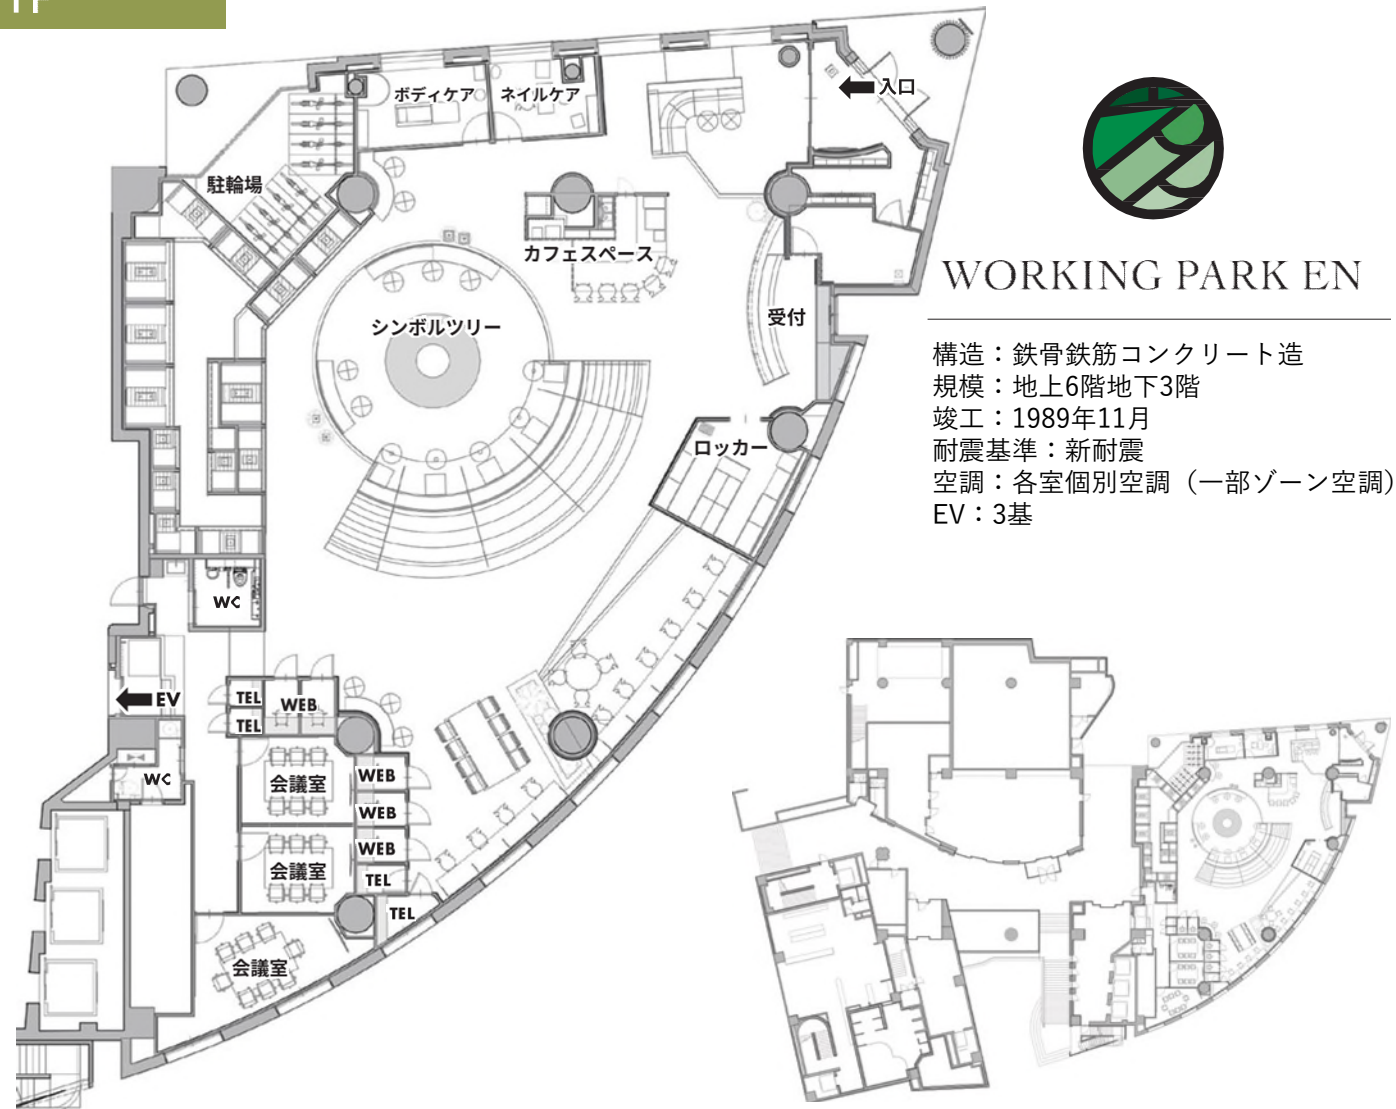 1F
ボディケア
ネイルケア
入口
駐輪場
カフェスペース
シンボルツリー
受付
ロッカー
WC
EV
TEL
WEB
TEL
WC
会議室
WEB
WEB
会議室
WEB
TEL
TEL
会議室
WORKING PARK EN
構造：鉄骨鉄筋コンクリート造
規模：地上6階地下3階
竣工：1989年11月
耐震基準：新耐震
空調：各室個別空調（一部ゾーン空調）
EV：3基